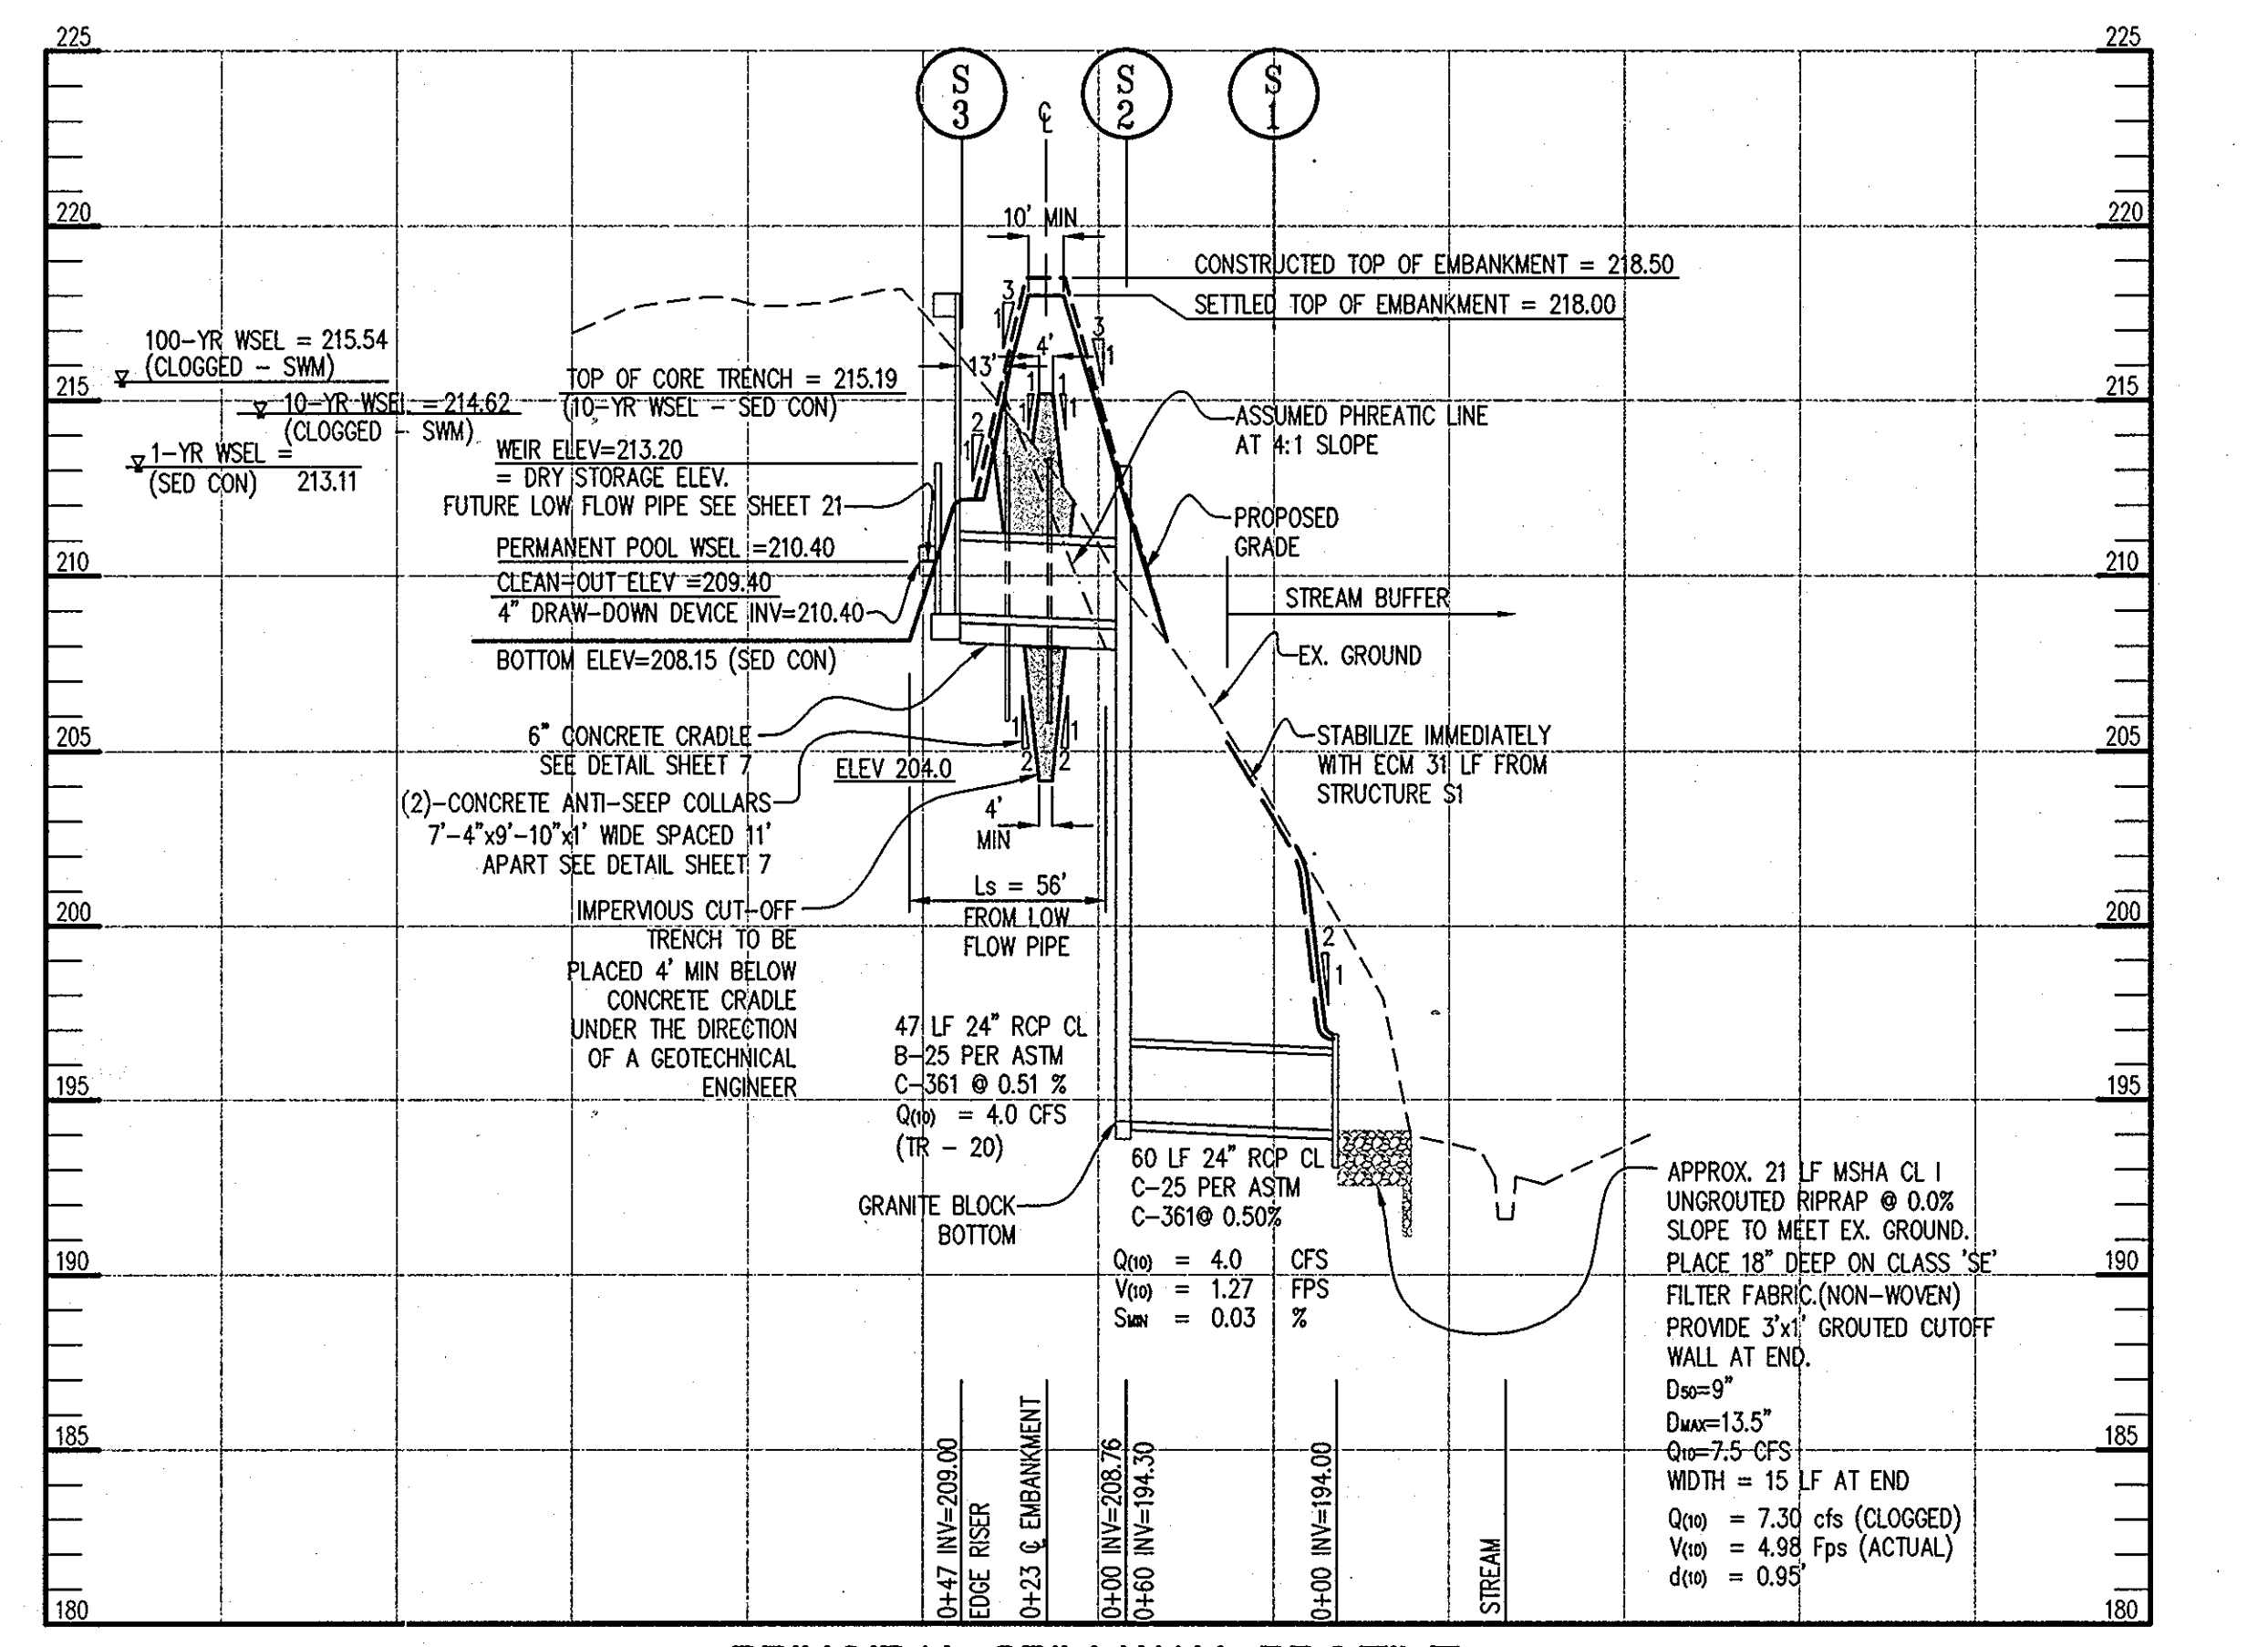 225
225
S
3
S
2
S
1
℄
220
220
10' MIN
CONSTRUCTED TOP OF EMBANKMENT = 218.50
SETTLED TOP OF EMBANKMENT = 218.00
3
1
3
1
4'
13'
100-YR WSEL = 215.54
(CLOGGED - SWM)
215
215
10-YR WSEL = 214.62
(CLOGGED - SWM)
1-YR WSEL =
(SED CON) 213.11
TOP OF CORE TRENCH = 215.19
(10-YR WSEL - SED CON)
1
1
1
1
2
1
WEIR ELEV=213.20
= DRY STORAGE ELEV.
FUTURE LOW FLOW PIPE SEE SHEET 21
ASSUMED PHREATIC LINE
AT 4:1 SLOPE
PROPOSED
GRADE
PERMANENT POOL WSEL =210.40
210
210
CLEAN-OUT ELEV =209.40
4" DRAW-DOWN DEVICE INV=210.40
STREAM BUFFER
BOTTOM ELEV=208.15 (SED CON)
EX. GROUND
6" CONCRETE CRADLE
SEE DETAIL SHEET 7
205
205
1
2
1
2
STABILIZE IMMEDIATELY
WITH ECM 31 LF FROM
STRUCTURE S1
ELEV 204.0
(2)-CONCRETE ANTI-SEEP COLLARS
7'-4"x9'-10"x1' WIDE SPACED 11'
APART SEE DETAIL SHEET 7
4'
MIN
Ls = 56'
FROM LOW
FLOW PIPE
200
200
IMPERVIOUS CUT-OFF
TRENCH TO BE
PLACED 4' MIN BELOW
CONCRETE CRADLE
UNDER THE DIRECTION
OF A GEOTECHNICAL
ENGINEER
2
1
47 LF 24" RCP CL
B-25 PER ASTM
C-361 @ 0.51 %
Q(10) = 4.0 CFS
(TR - 20)
195
195
GRANITE BLOCK
BOTTOM
60 LF 24" RCP CL
C-25 PER ASTM
C-361@ 0.50%
Q(10) = 4.0 CFS
V(10) = 1.27 FPS
SMIN = 0.03 %
190
190
APPROX. 21 LF MSHA CL I
UNGROUTED RIPRAP @ 0.0%
SLOPE TO MEET EX. GROUND.
PLACE 18" DEEP ON CLASS 'SE'
FILTER FABRIC.(NON-WOVEN)
PROVIDE 3'x1' GROUTED CUTOFF
WALL AT END.
D50=9"
DMAX=13.5"
Q10=7.5 CFS
WIDTH = 15 LF AT END
Q(10) = 7.30 cfs (CLOGGED)
V(10) = 4.98 Fps (ACTUAL)
d(10) = 0.95'
185
185
0+47 INV=209.00
EDGE RISER
0+23 ℄ EMBANKMENT
0+00 INV=208.76
0+60 INV=194.30
0+00 INV=194.00
STREAM
180
180